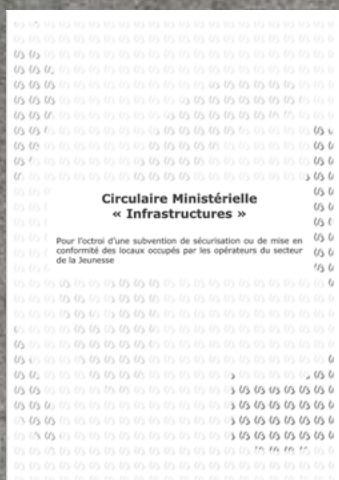 Circulaire Ministérielle
« Infrastructures »
Pour l'octroi d'une subvention de sécurisation ou de mise en
conformité des locaux occupés par les opérateurs du secteur
de la Jeunesse